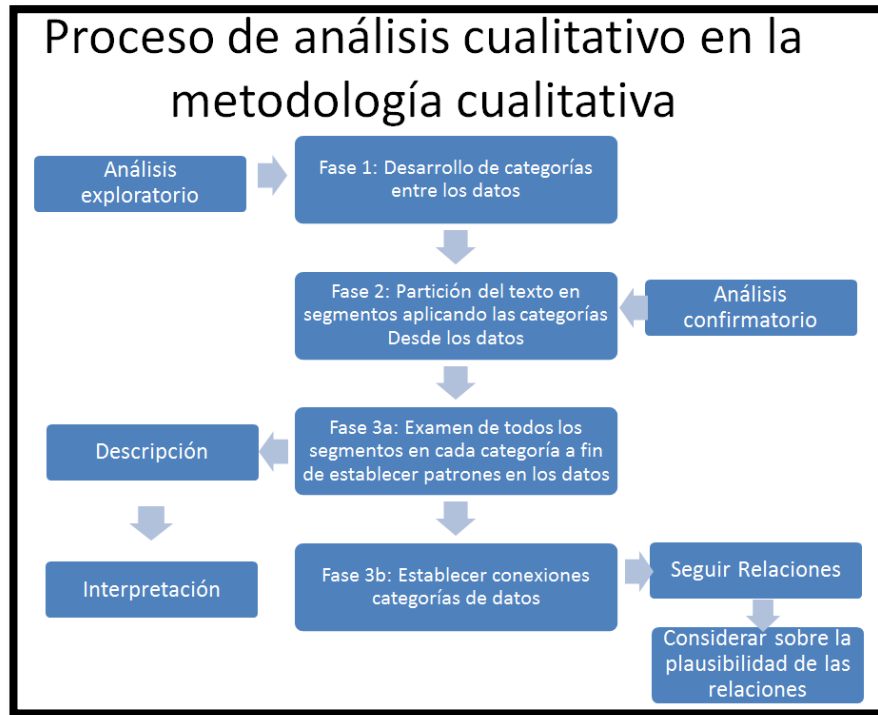 Proceso de análisis cualitativo en la
metodología cualitativa
Análisis
exploratorio
Fase 1: Desarrollo de categorías
entre los datos
Fase 2: Partición del texto en
segmentos aplicando las categorías
Desde los datos
Análisis
confirmatorio
Descripción
Fase 3a: Examen de todos los
segmentos en cada categoría a fin
de establecer patrones en los datos
Interpretación
Fase 3b: Establecer conexiones
categorías de datos
Seguir Relaciones
Considerar sobre la
plausibilidad de las
relaciones